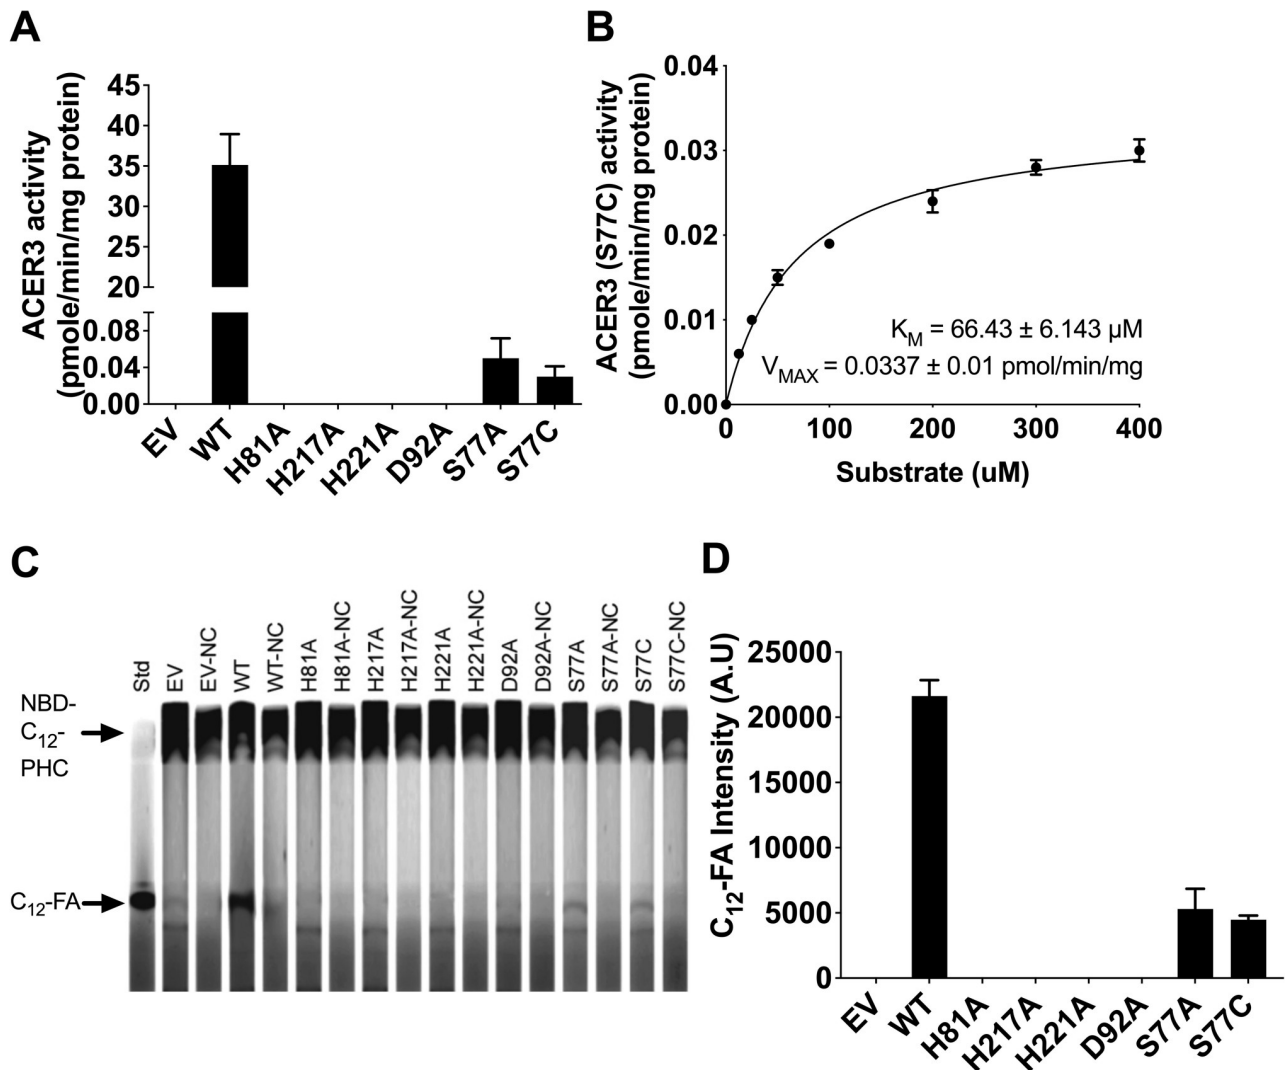 A
ACER3 activity
(pmole/min/mg protein)
45
40
35
30
25
20
0.08
0.04
0.00
EV
WT
H81A
H217A
H221A
D92A
S77A
S77C
B
ACER3 (S77C) activity
(pmole/min/mg protein)
0.04
0.03
0.02
0.01
0.00
K_M = 66.43 ± 6.143 µM
V_MAX = 0.0337 ± 0.01 pmol/min/mg
0
100
200
300
400
Substrate (uM)
C
Std
EV
EV-NC
WT
WT-NC
H81A
H81A-NC
H217A
H217A-NC
H221A
H221A-NC
D92A
D92A-NC
S77A
S77A-NC
S77C
S77C-NC
NBD-
C12-
PHC
C12-FA
D
C12-FA Intensity (A.U)
25000
20000
15000
10000
5000
0
EV
WT
H81A
H217A
H221A
D92A
S77A
S77C